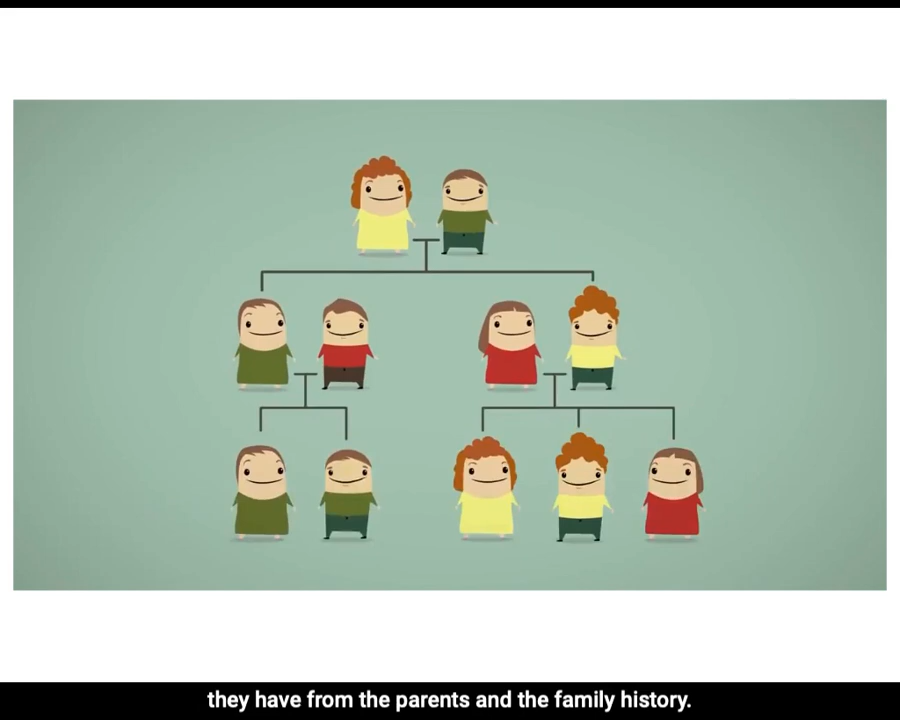 they have from the parents and the family history.